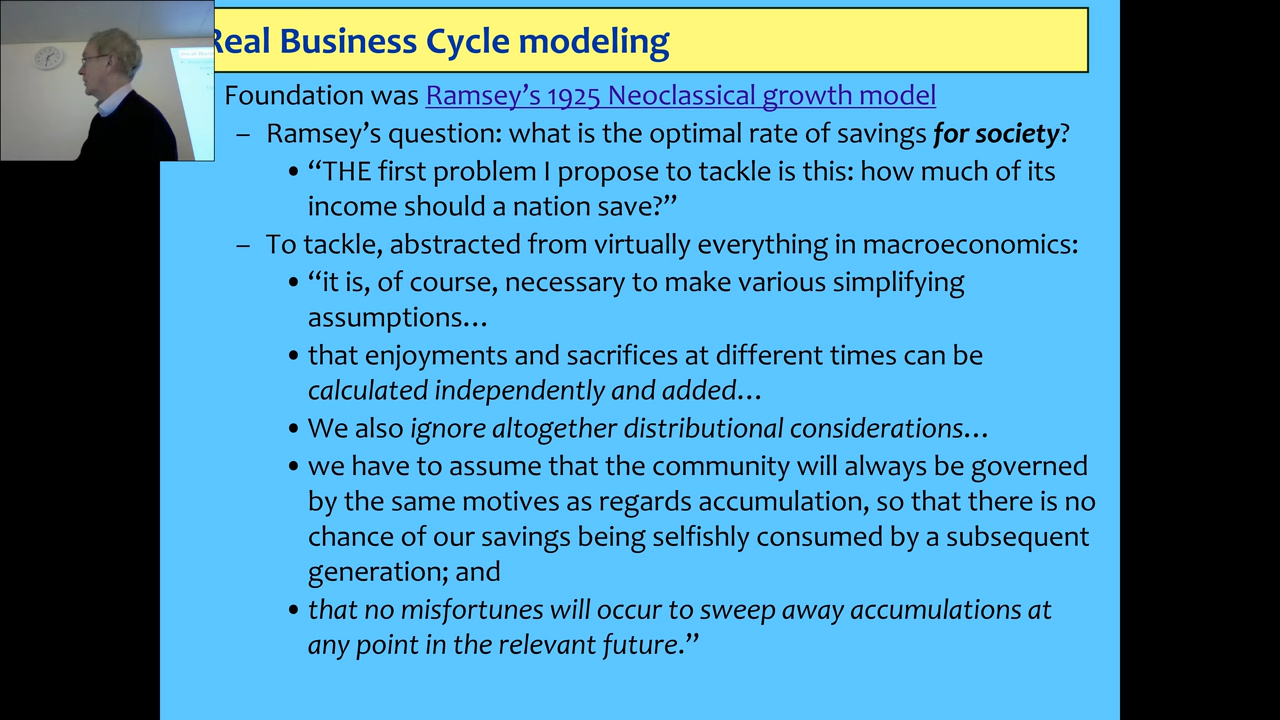 Real Business Cycle modeling
Foundation was Ramsey’s 1925 Neoclassical growth model
– Ramsey’s question: what is the optimal rate of savings for society?
• “THE first problem I propose to tackle is this: how much of its
income should a nation save?”
– To tackle, abstracted from virtually everything in macroeconomics:
• “it is, of course, necessary to make various simplifying
assumptions…
• that enjoyments and sacrifices at different times can be
calculated independently and added…
• We also ignore altogether distributional considerations…
• we have to assume that the community will always be governed
by the same motives as regards accumulation, so that there is no
chance of our savings being selfishly consumed by a subsequent
generation; and
• that no misfortunes will occur to sweep away accumulations at
any point in the relevant future.”